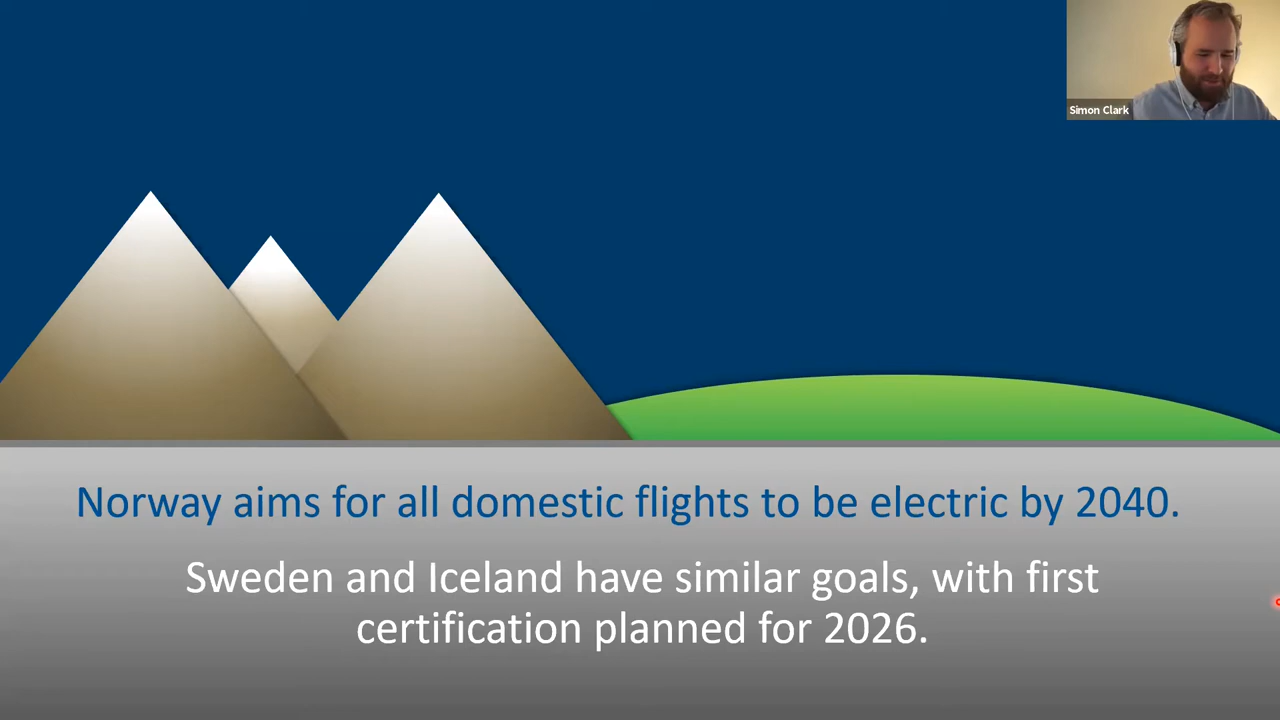 Simon Clark
Norway aims for all domestic flights to be electric by 2040.
Sweden and Iceland have similar goals, with first
certification planned for 2026.